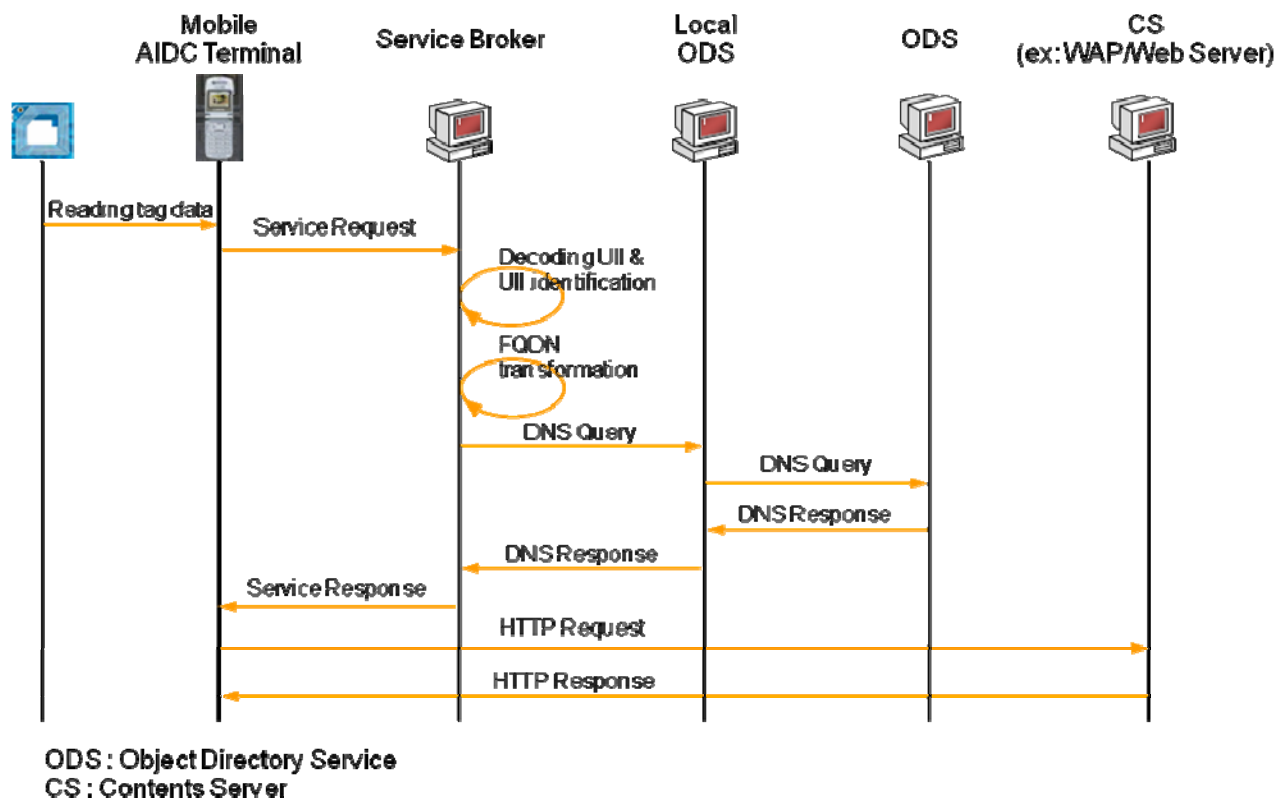 Mobile
AIDC Terminal
Service Broker
Local
ODS
ODS
CS
(ex: WAP/Web Server)
Reading tag data
Service Request
Decoding UII &
UII identification
FQDN
transformation
DNS Query
DNS Query
DNS Response
DNS Response
Service Response
HTTP Request
HTTP Response
ODS : Object Directory Service
CS : Contents Server